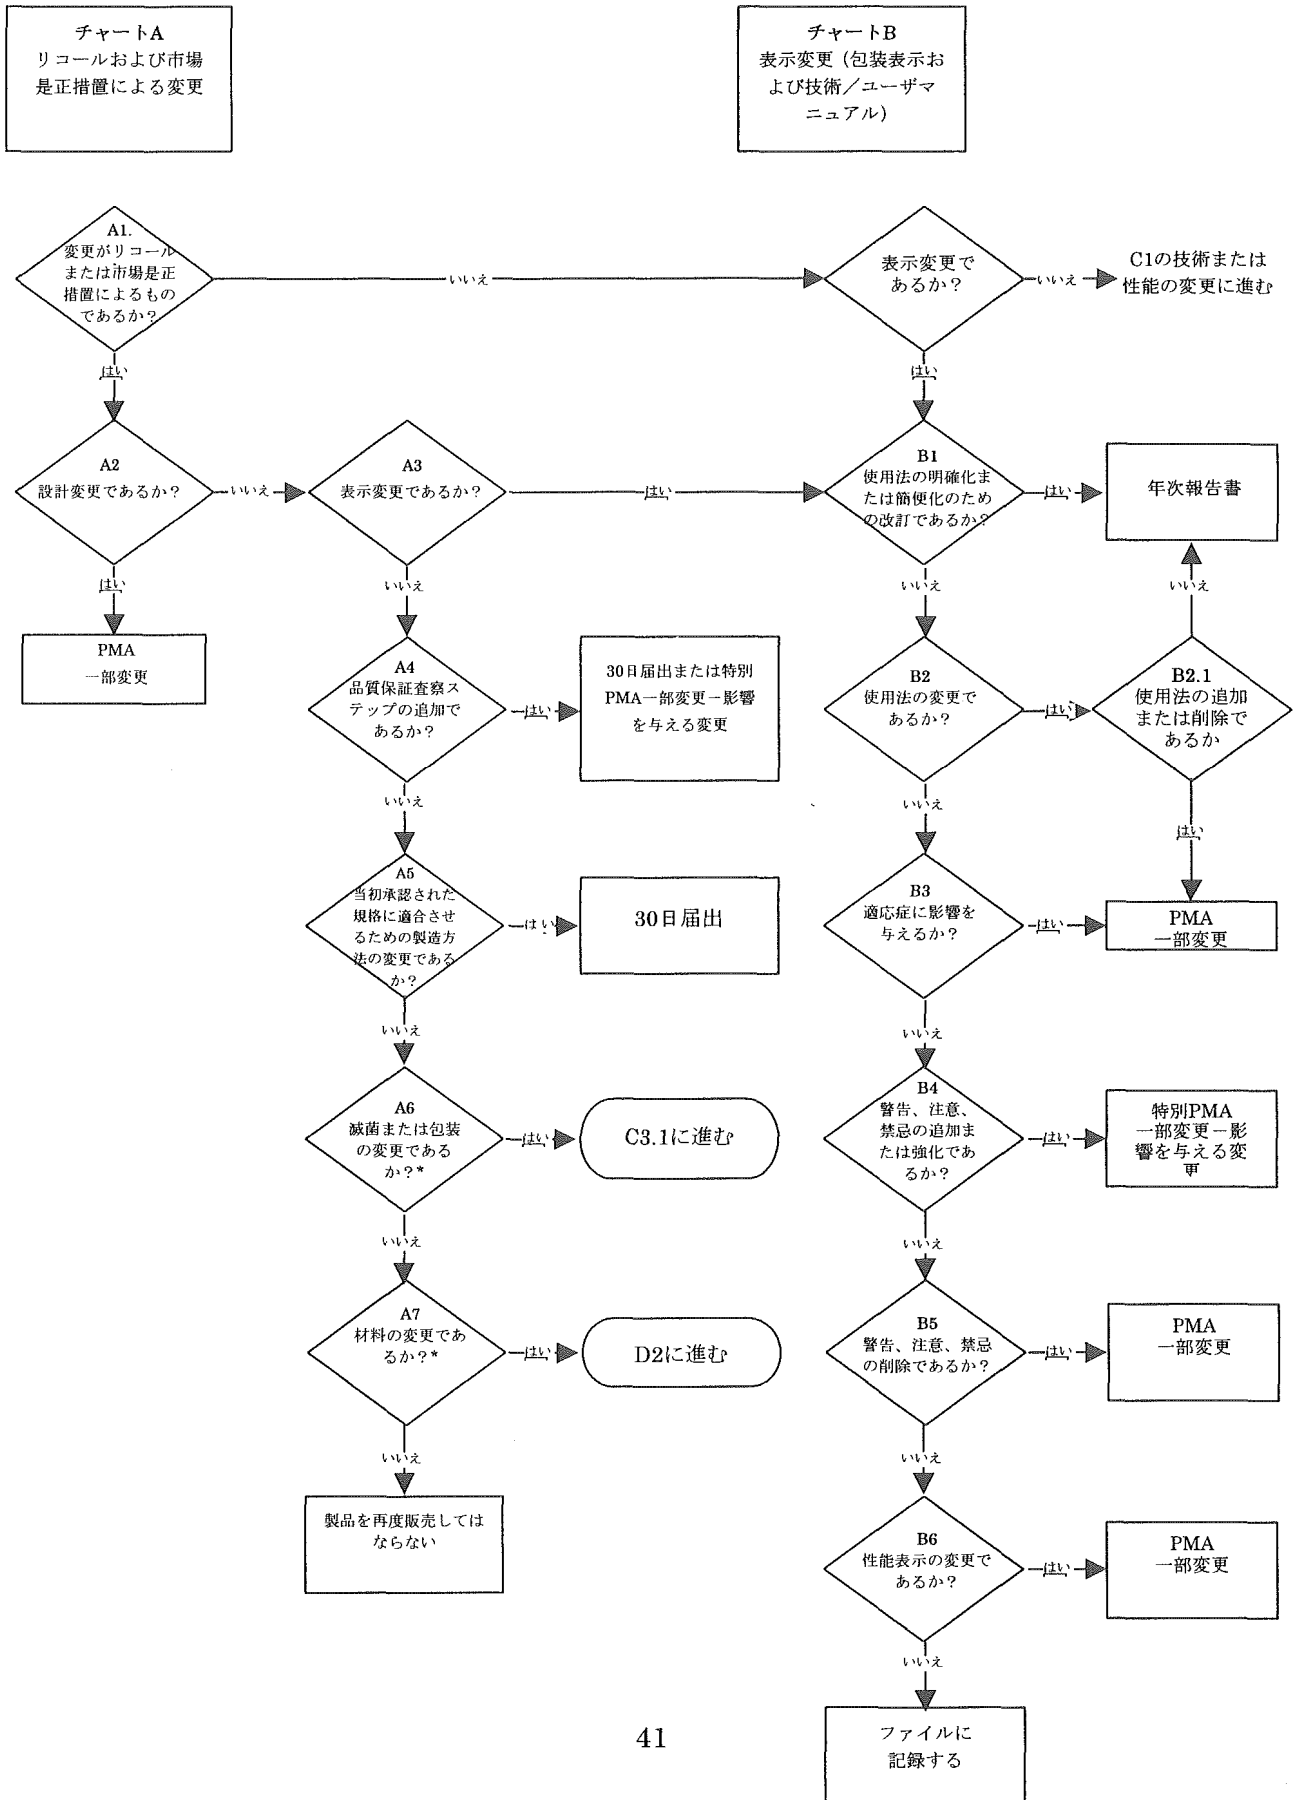 チャートA
リコールおよび市場
是正措置による変更
チャートB
表示変更（包装表示お
よび技術／ユーザマ
ニュアル）
A1.
変更がリコール
または市場是正
措置によるもの
であるか？
いいえ
表示変更で
あるか？
いいえ
C1の技術または
性能の変更に進む
はい
はい
A2
設計変更であるか？
いいえ
A3
表示変更であるか？
はい
B1
使用法の明確化ま
たは簡便化のため
の改訂であるか？
はい
年次報告書
はい
いいえ
いいえ
いいえ
PMA
一部変更
A4
品質保証査察ス
テップの追加で
あるか？
はい
30日届出または特別
PMA一部変更－影響
を与える変更
B2
使用法の変更で
あるか？
はい
B2.1
使用法の追加
または削除で
あるか
いいえ
いいえ
はい
A5
当初承認された
規格に適合させ
るための製造方
法の変更である
か？
はい
30日届出
B3
適応症に影響を
与えるか？
はい
PMA
一部変更
いいえ
いいえ
A6
滅菌または包装
の変更である
か？*
はい
C3.1に進む
B4
警告、注意、
禁忌の追加ま
たは強化であ
るか？
はい
特別PMA
一部変更－影
響を与える変
更
いいえ
いいえ
A7
材料の変更であ
るか？*
はい
D2に進む
B5
警告、注意、禁忌
の削除であるか？
はい
PMA
一部変更
いいえ
いいえ
製品を再度販売しては
ならない
B6
性能表示の変更で
あるか？
はい
PMA
一部変更
いいえ
ファイルに
記録する
41